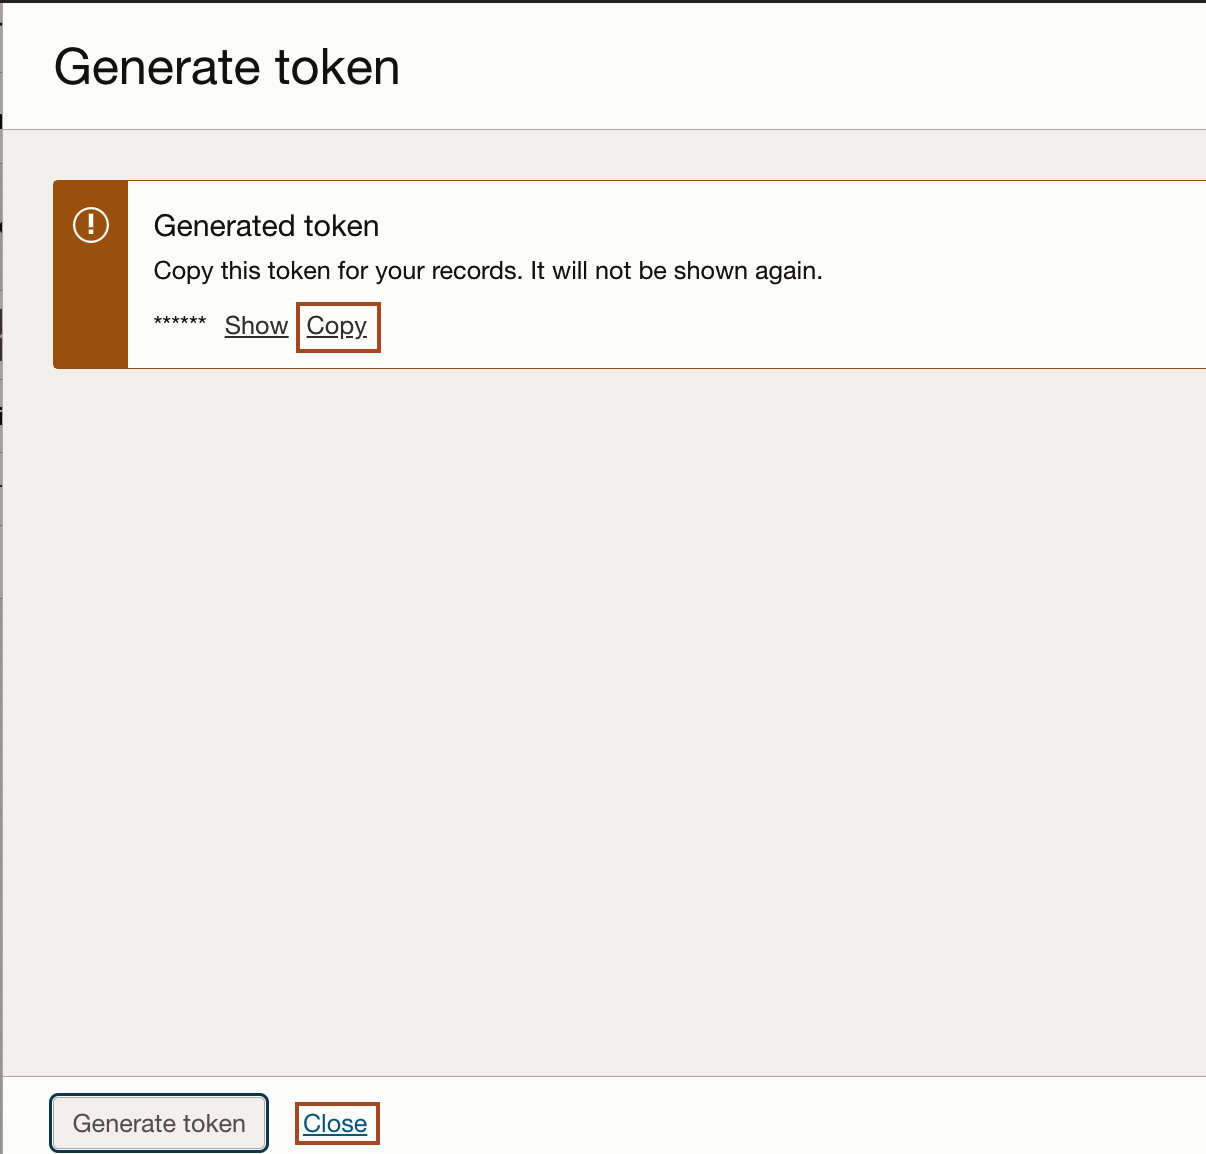 Generate token
Generated token
Copy this token for your records. It will not be shown again.
****** Show Copy
Generate token Close